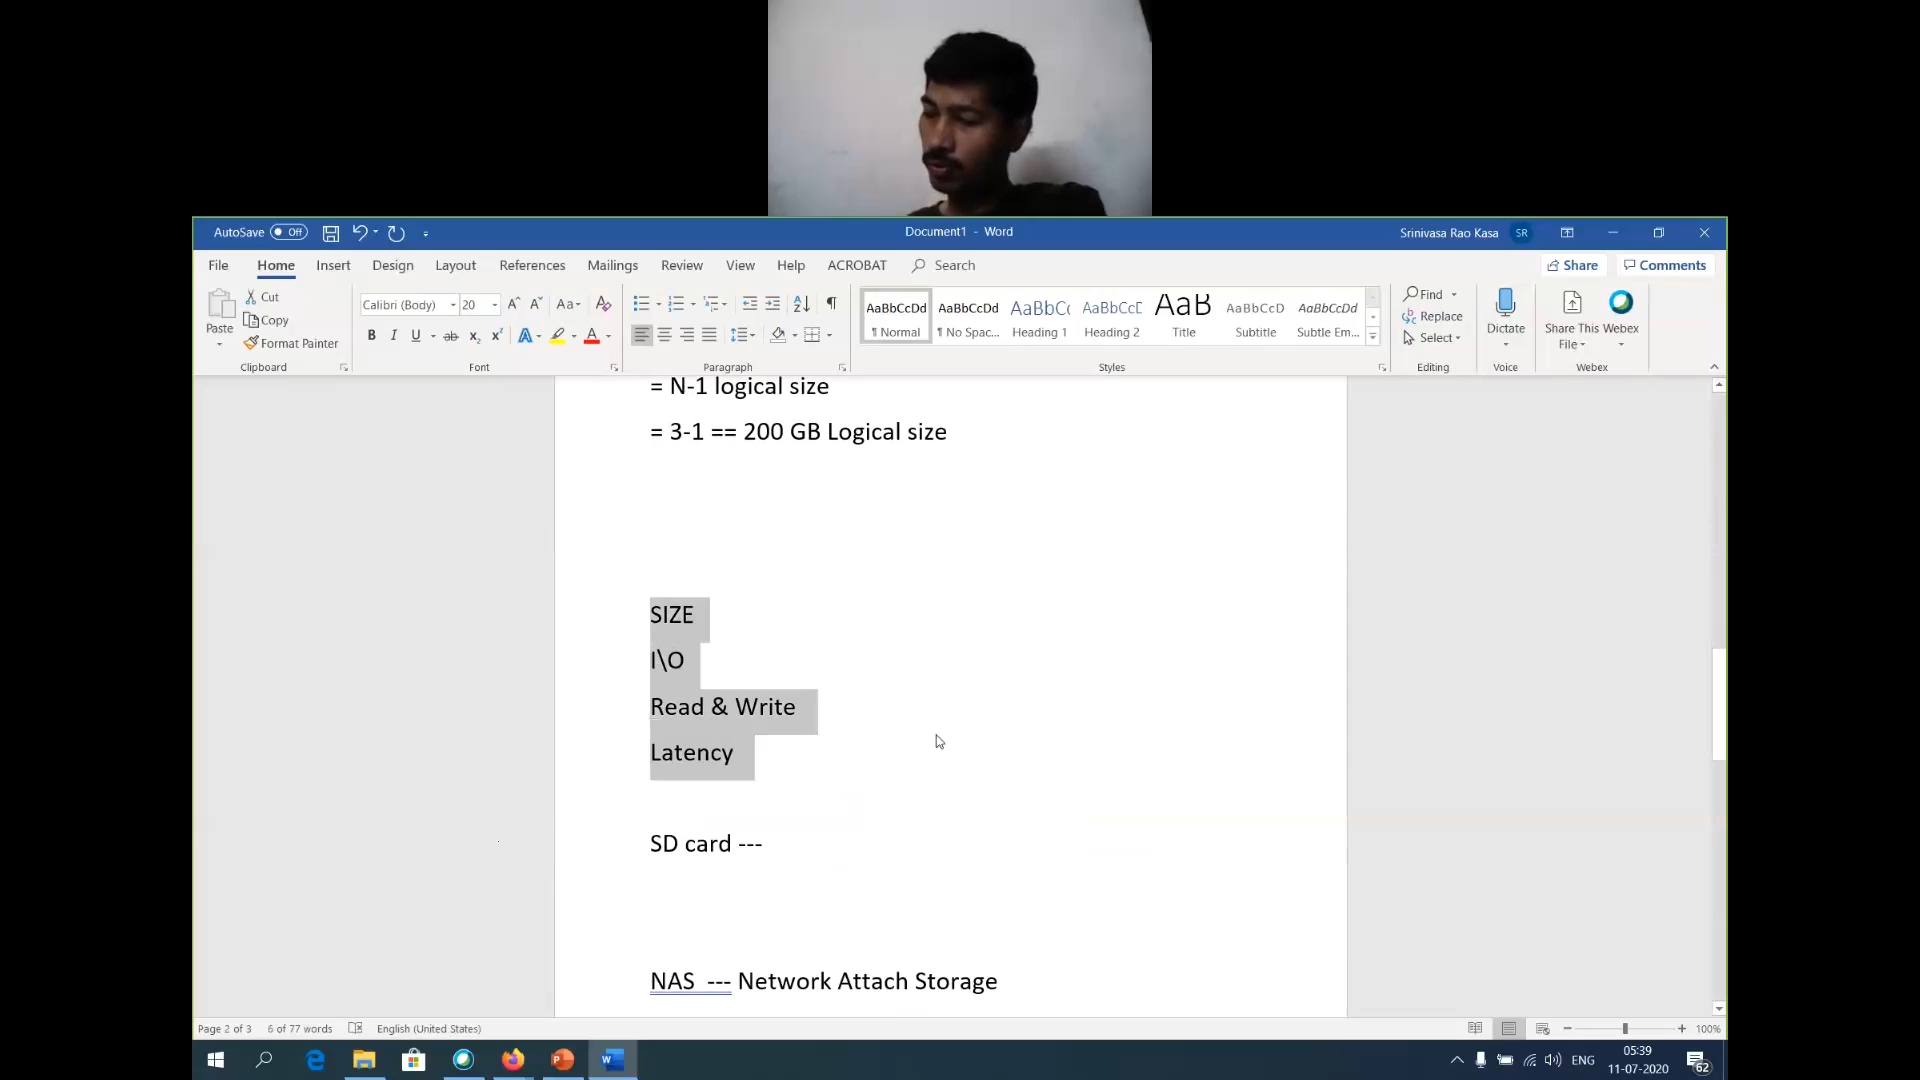 AutoSave Off
Document1 - Word
Srinivasa Rao Kasa SR
File Home Insert Design Layout References Mailings Review View Help ACROBAT Search
Share Comments
Paste
Cut
Copy
Format Painter
Clipboard
Calibri (Body) 20
Font
Paragraph
AaBbCcDd AaBbCcDd AaBbCc AaBbCcD AaB AaBbCcD AaBbCcDd
¶ Normal ¶ No Spac... Heading 1 Heading 2 Title Subtitle Subtle Em...
Styles
Find
Replace
Select
Editing
Dictate
Voice
Share This File
Webex
Webex
= N-1 logical size
= 3-1 == 200 GB Logical size
SIZE
I\O
Read & Write
Latency
SD card ---
NAS --- Network Attach Storage
Page 2 of 3 6 of 77 words English (United States) 100%
ENG
05:39
11-07-2020
62